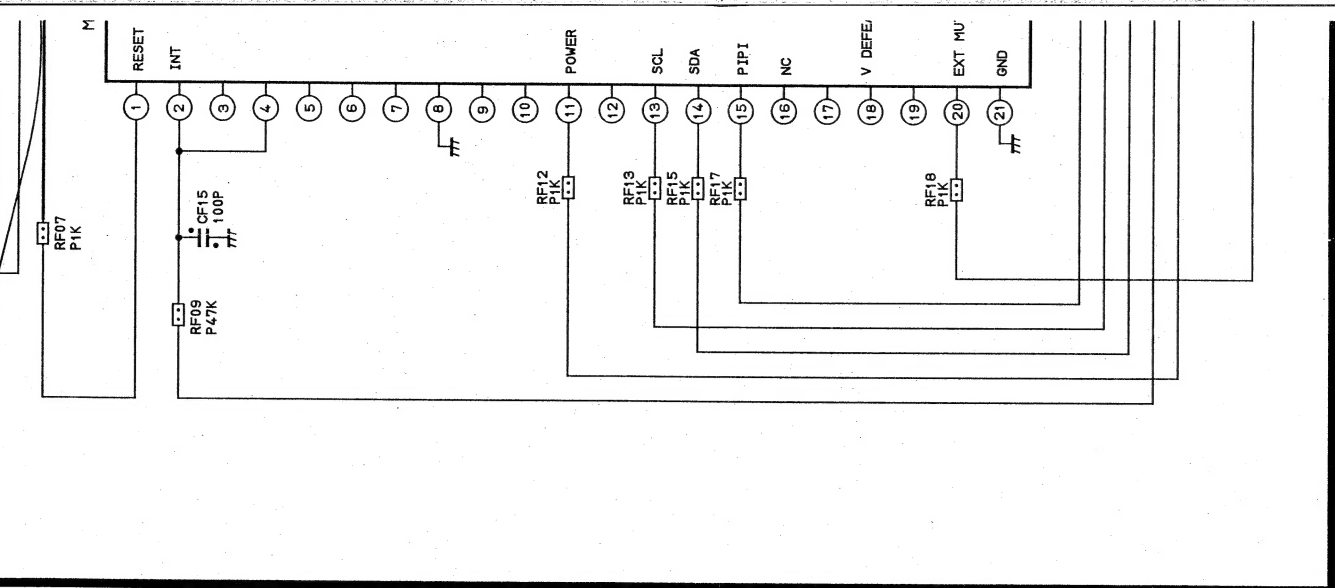 M
RESET
INT
POWER
SCL
SDA
PIPI
NC
V DEFEA
EXT MU
GND
1
2
3
4
5
6
7
8
9
10
11
12
13
14
15
16
17
18
19
20
21
RF07
P1K
CF15
100P
RF09
P47K
RF12
P1K
RF13
P1K
RF15
P1K
RF17
P1K
RF18
P1K